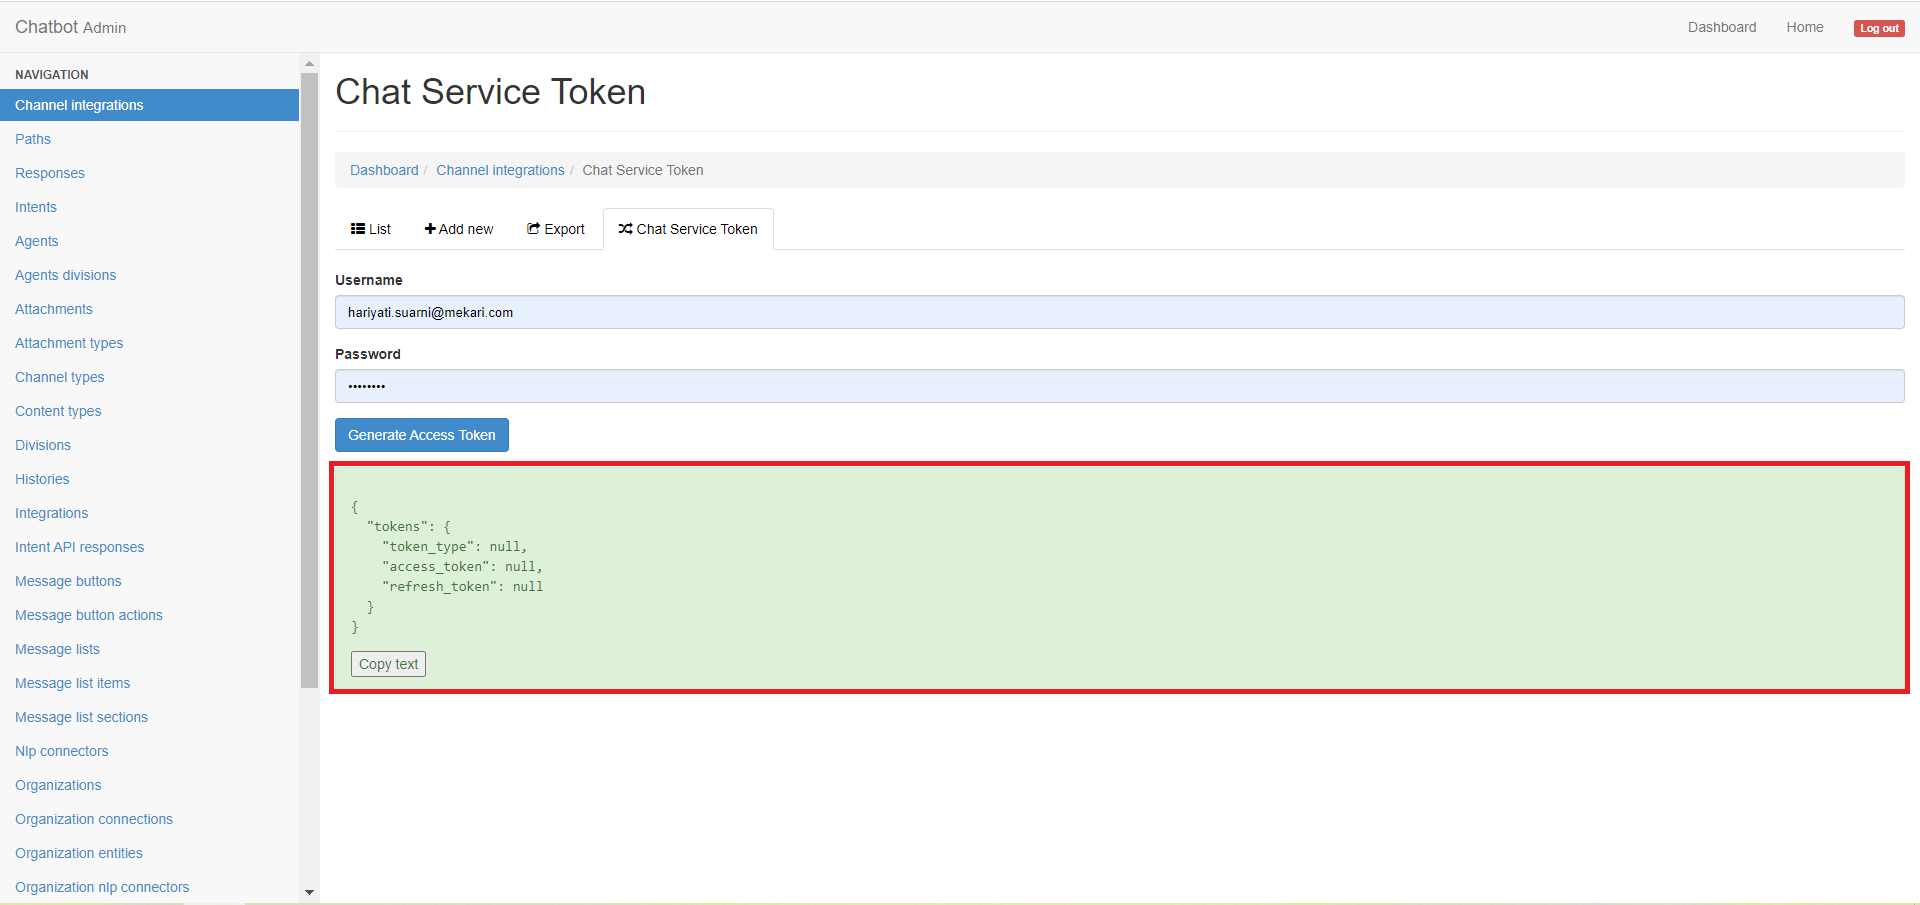 Chatbot Admin
Dashboard
Home
Log out
NAVIGATION
Channel integrations
Paths
Responses
Intents
Agents
Agents divisions
Attachments
Attachment types
Channel types
Content types
Divisions
Histories
Integrations
Intent API responses
Message buttons
Message button actions
Message lists
Message list items
Message list sections
Nlp connectors
Organizations
Organization connections
Organization entities
Organization nlp connectors
Chat Service Token
Dashboard / Channel integrations / Chat Service Token
List
Add new
Export
Chat Service Token
Username
hariyati.suarni@mekari.com
Password
••••••••
Generate Access Token
{
  "tokens": {
    "token_type": null,
    "access_token": null,
    "refresh_token": null
  }
}
Copy text